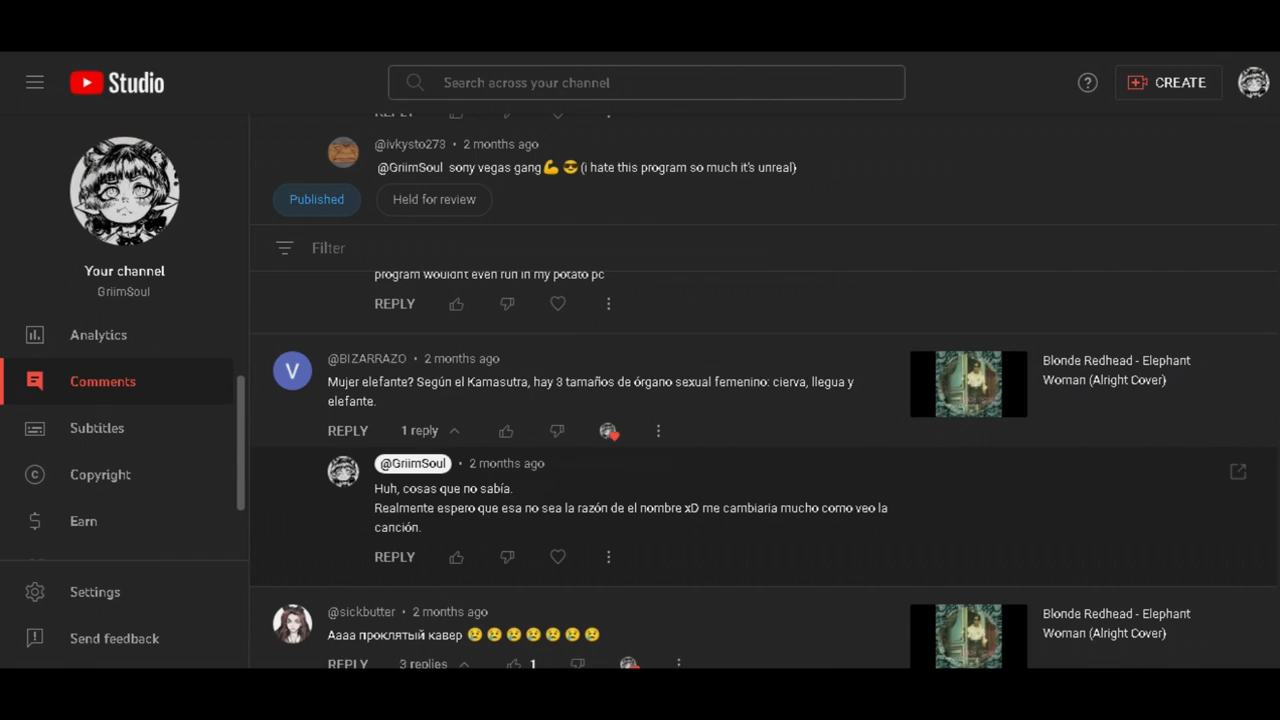 Studio
Search across your channel
CREATE
Your channel
GriimSoul
Analytics
Comments
Subtitles
Copyright
Earn
Settings
Send feedback
REPLY
@ivkysto273 • 2 months ago
@GriimSoul sony vegas gang💪 😎 (i hate this program so much it's unreal)
Published
Held for review
Filter
program wouldn't even run in my potato pc
REPLY
@BIZARRAZO • 2 months ago
Mujer elefante? Según el Kamasutra, hay 3 tamaños de órgano sexual femenino: cierva, llegua y
elefante.
REPLY 1 reply
Blonde Redhead - Elephant
Woman (Alright Cover)
@GriimSoul • 2 months ago
Huh, cosas que no sabía.
Realmente espero que esa no sea la razón de el nombre xD me cambiaria mucho como veo la
canción.
REPLY
@sickbutter • 2 months ago
Аааа проклятый кавер 😢 😢 😢 😢 😢 😢 😢
REPLY 3 replies 1
Blonde Redhead - Elephant
Woman (Alright Cover)